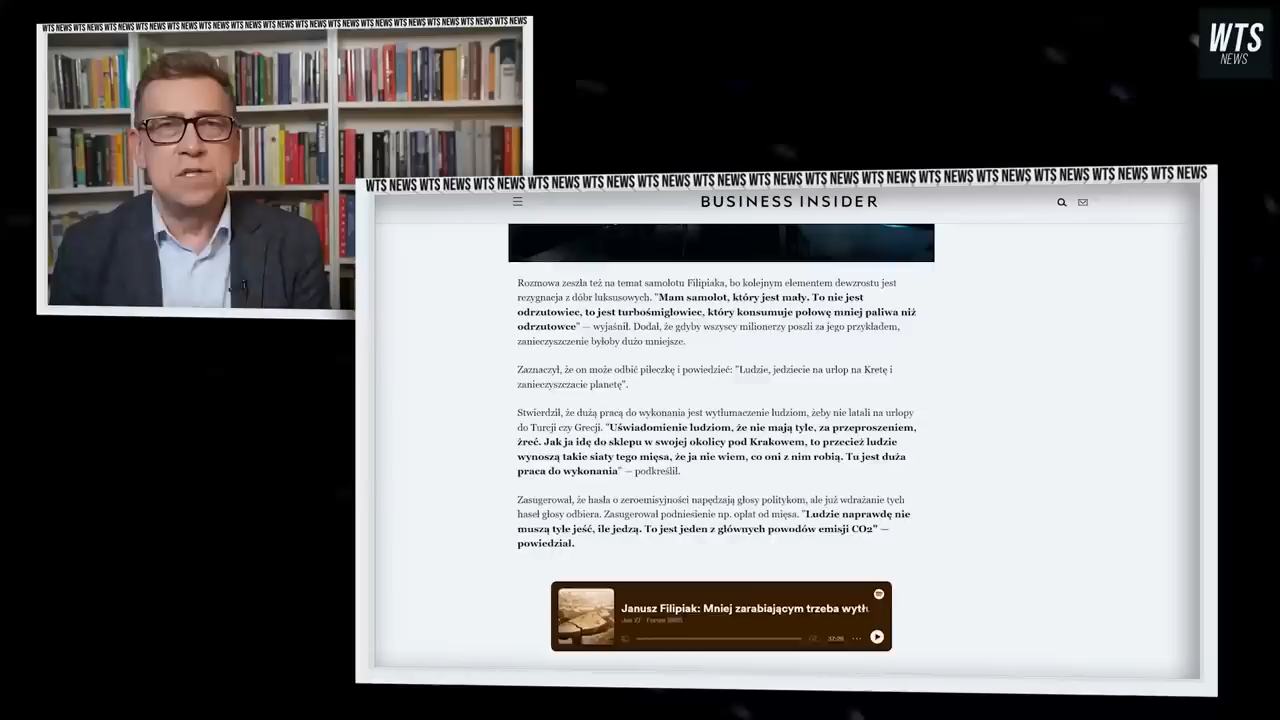 WTS NEWS WTS NEWS WTS NEWS WTS NEWS WTS NEWS WTS NEWS WTS NEWS WTS NEWS WTS NEWS WTS NEWS WTS NEWS WTS NEWS WTS NEWS WTS NEWS WTS NEWS WTS NEWS
WTS
NEWS
WTS NEWS WTS NEWS WTS NEWS WTS NEWS WTS NEWS WTS NEWS WTS NEWS WTS NEWS WTS NEWS WTS NEWS WTS NEWS WTS NEWS WTS NEWS WTS NEWS WTS NEWS WTS NEWS
BUSINESS INSIDER
Rozmowa zeszła też na temat samolotu Filipiaka, bo kolejnym elementem dewzrostu jest
rezygnacja z dóbr luksusowych. "Mam samolot, który jest mały. To nie jest
odrzutowiec, to jest turbośmigłowiec, który konsumuje połowę mniej paliwa niż
odrzutowce" — wyjaśnił. Dodał, że gdyby wszyscy milionerzy poszli za jego przykładem,
zanieczyszczenie byłoby dużo mniejsze.
Zaznaczył, że on może odbić piłeczkę i powiedzieć: "Ludzie, jedziecie na urlop na Kretę i
zanieczyszczacie planetę".
Stwierdził, że dużą pracą do wykonania jest wytłumaczenie ludziom, żeby nie latali na urlopy
do Turcji czy Grecji. "Uświadomienie ludziom, że nie mają tyle, za przeproszeniem,
żreć. Jak ja idę do sklepu w swojej okolicy pod Krakowem, to przecież ludzie
wynoszą takie siaty tego mięsa, że ja nie wiem, co oni z nim robią. Tu jest duża
praca do wykonania" — podkreślił.
Zasugerował, że hasła o zeroemisyjności napędzają głosy politykom, ale już wdrażanie tych
haseł głosy odbiera. Zasugerował podniesienie np. opłat od mięsa. "Ludzie naprawdę nie
muszą tyle jeść, ile jedzą. To jest jeden z głównych powodów emisji CO2" —
powiedział.
Janusz Filipiak: Mniej zarabiającym trzeba wytł